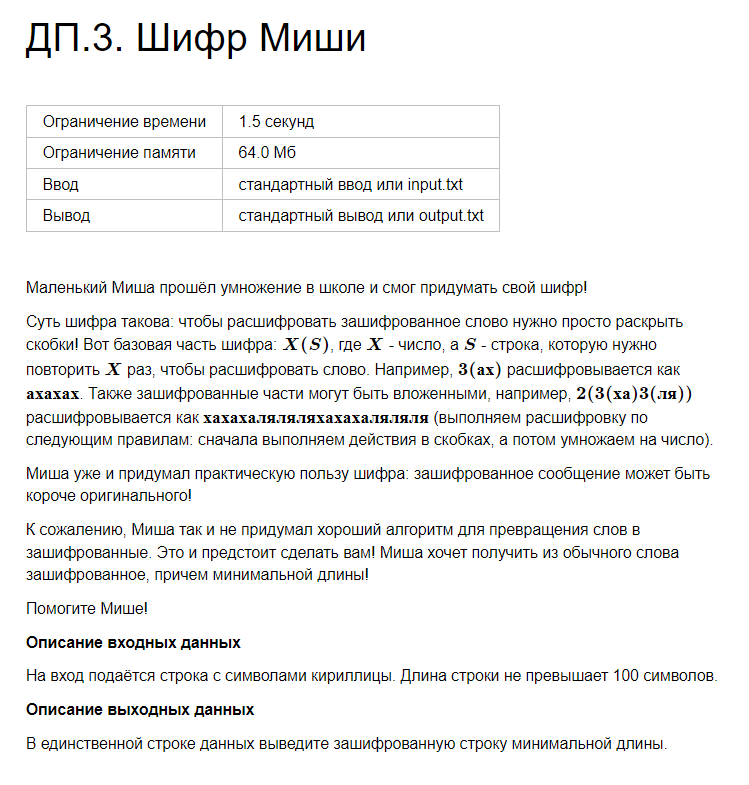 ДП.3. Шифр Миши
Ограничение времени 1.5 секунд
Ограничение памяти 64.0 Мб
Ввод стандартный ввод или input.txt
Вывод стандартный вывод или output.txt
Маленький Миша прошёл умножение в школе и смог придумать свой шифр!
Суть шифра такова: чтобы расшифровать зашифрованное слово нужно просто раскрыть
скобки! Вот базовая часть шифра: X(S), где X - число, а S - строка, которую нужно
повторить X раз, чтобы расшифровать слово. Например, 3(ах) расшифровывается как
ахахах. Также зашифрованные части могут быть вложенными, например, 2(3(ха)3(ля))
расшифровывается как хахахаляляляхахахаляляля (выполняем расшифровку по
следующим правилам: сначала выполняем действия в скобках, а потом умножаем на число).
Миша уже и придумал практическую пользу шифра: зашифрованное сообщение может быть
короче оригинального!
К сожалению, Миша так и не придумал хороший алгоритм для превращения слов в
зашифрованные. Это и предстоит сделать вам! Миша хочет получить из обычного слова
зашифрованное, причем минимальной длины!
Помогите Мише!
Описание входных данных
На вход подаётся строка с символами кириллицы. Длина строки не превышает 100 символов.
Описание выходных данных
В единственной строке данных выведите зашифрованную строку минимальной длины.